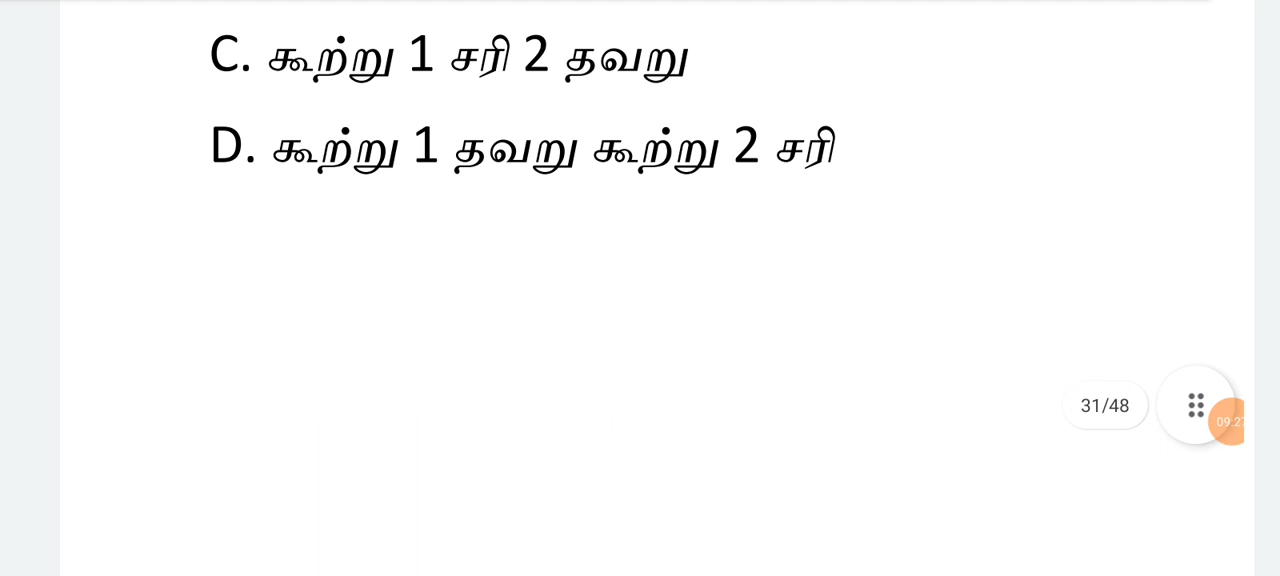 C. கூற்று 1 சரி 2 தவறு
D. கூற்று 1 தவறு கூற்று 2 சரி
31/48